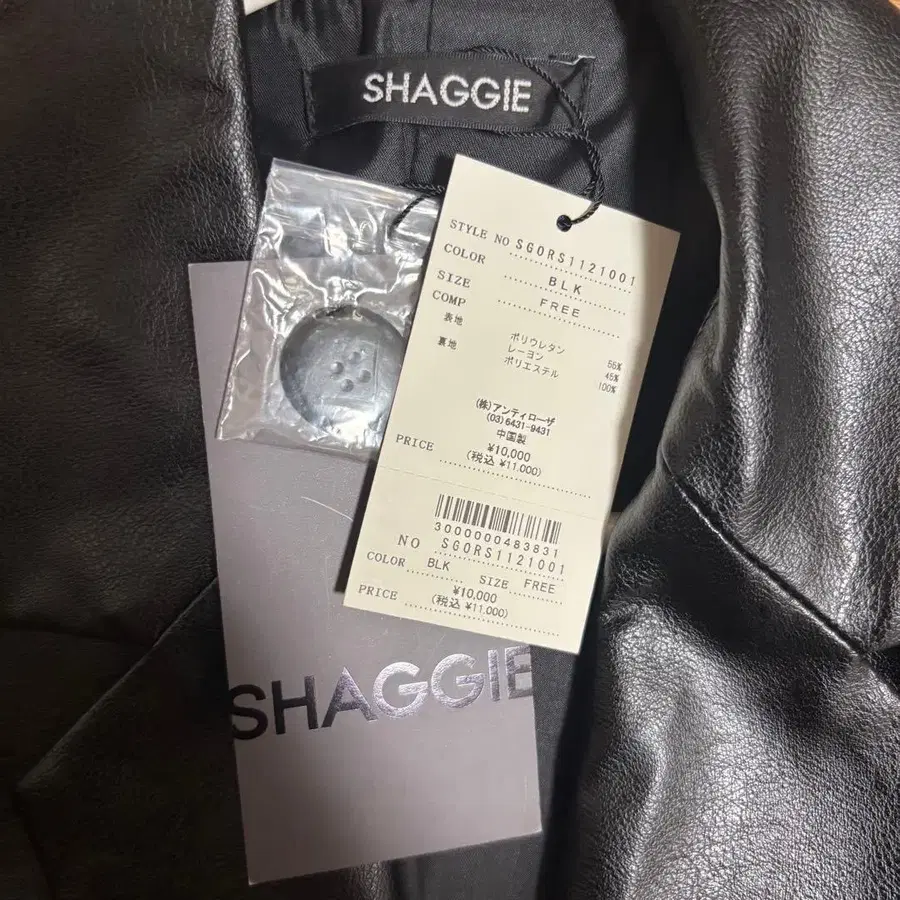 SHAGGIE
STYLE NO SGORS1121001
COLOR BLK
SIZE FREE
COMP
表地 ポリウレタン 55%
レーヨン 45%
裏地 ポリエステル 100%
(株)アンティローザ
(03)6431-9431
中国製
PRICE ¥10,000
(税込 ¥11,000)
3000000483831
NO SGORS1121001
COLOR BLK SIZE FREE
PRICE ¥10,000
(税込 ¥11,000)
SHAGGIE